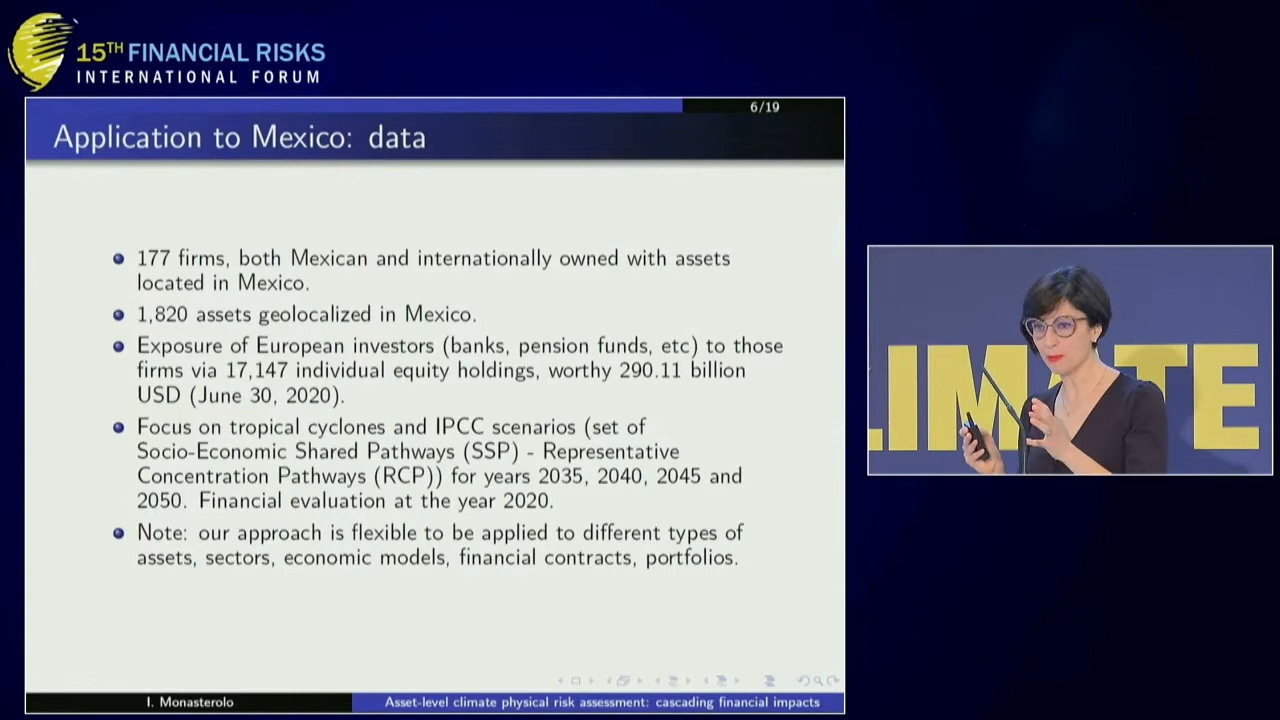 15TH FINANCIAL RISKS
INTERNATIONAL FORUM
6/19
Application to Mexico: data
177 firms, both Mexican and internationally owned with assets
located in Mexico.
1,820 assets geolocalized in Mexico.
Exposure of European investors (banks, pension funds, etc) to those
firms via 17,147 individual equity holdings, worthy 290.11 billion
USD (June 30, 2020).
Focus on tropical cyclones and IPCC scenarios (set of
Socio-Economic Shared Pathways (SSP) - Representative
Concentration Pathways (RCP)) for years 2035, 2040, 2045 and
2050. Financial evaluation at the year 2020.
Note: our approach is flexible to be applied to different types of
assets, sectors, economic models, financial contracts, portfolios.
LIMATE
I. Monasterolo
Asset-level climate physical risk assessment: cascading financial impacts